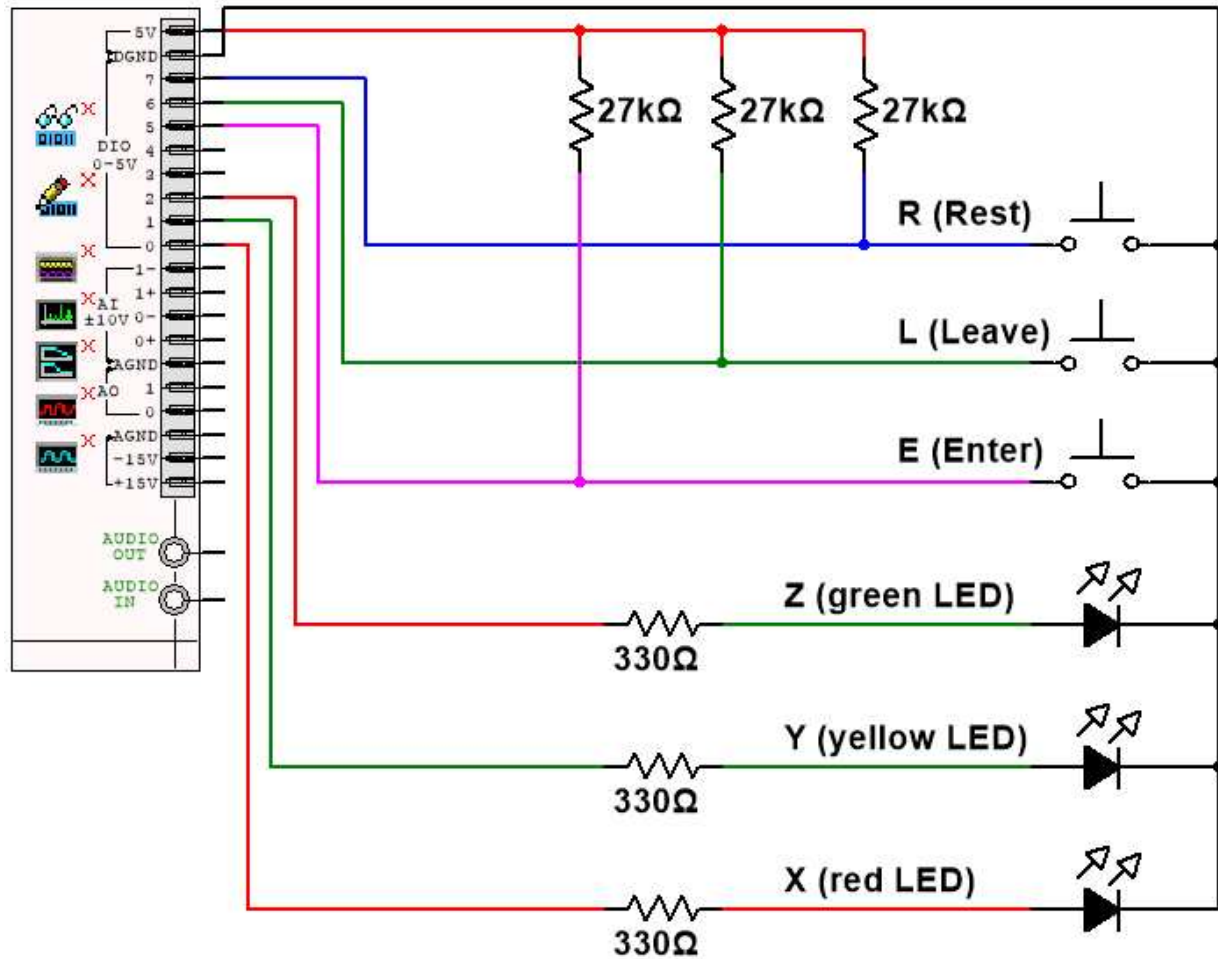 5V
DGND
7
6
5
4
3
2
1
0
DIO
0-5V
1-
1+
0-
0+
AI
±10V
AGND
1
0
AO
AGND
-15V
+15V
AUDIO
OUT
AUDIO
IN
27kΩ
27kΩ
27kΩ
R (Rest)
L (Leave)
E (Enter)
Z (green LED)
330Ω
Y (yellow LED)
330Ω
X (red LED)
330Ω